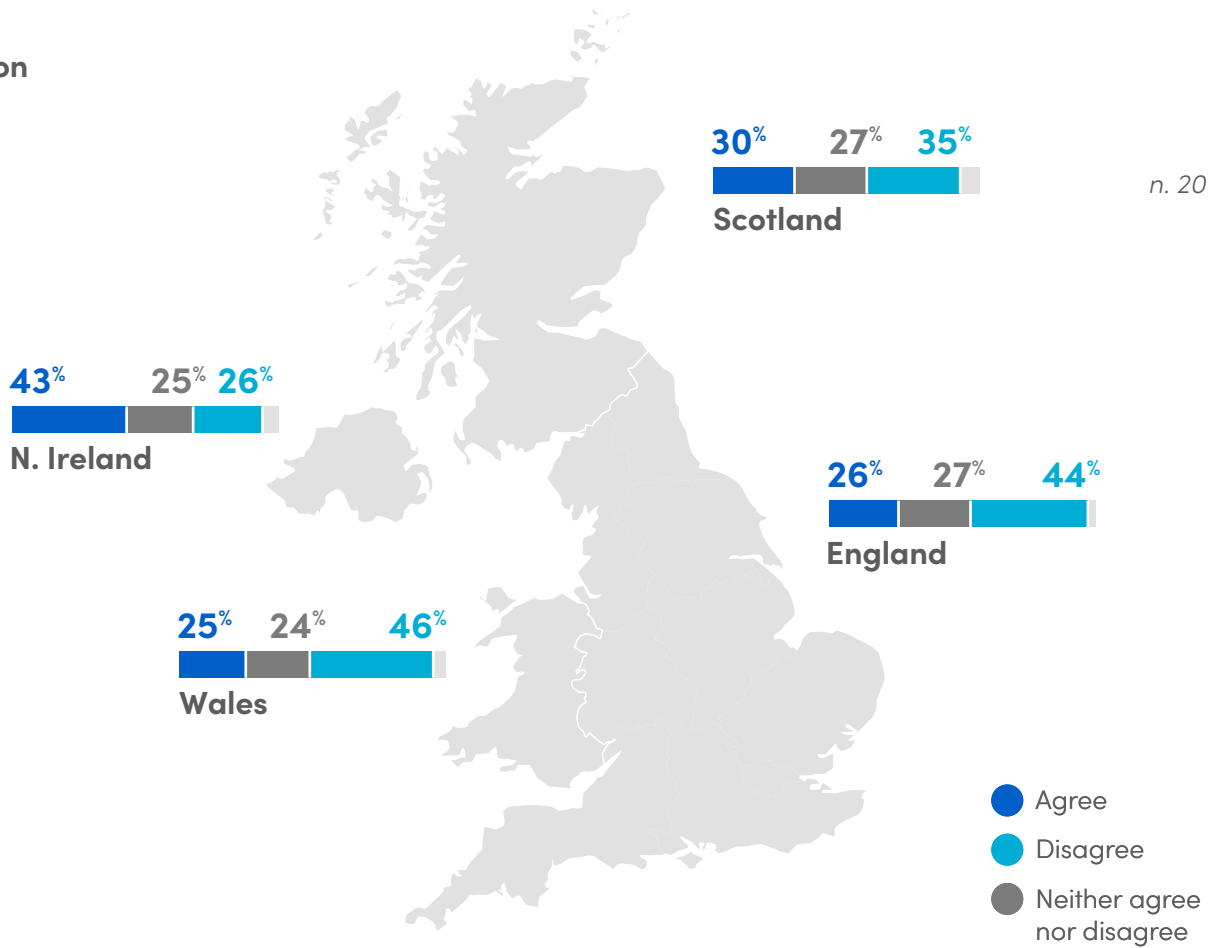 on
30% 27% 35%
Scotland
n. 20
43% 25% 26%
N. Ireland
26% 27% 44%
England
25% 24% 46%
Wales
Agree
Disagree
Neither agree
nor disagree